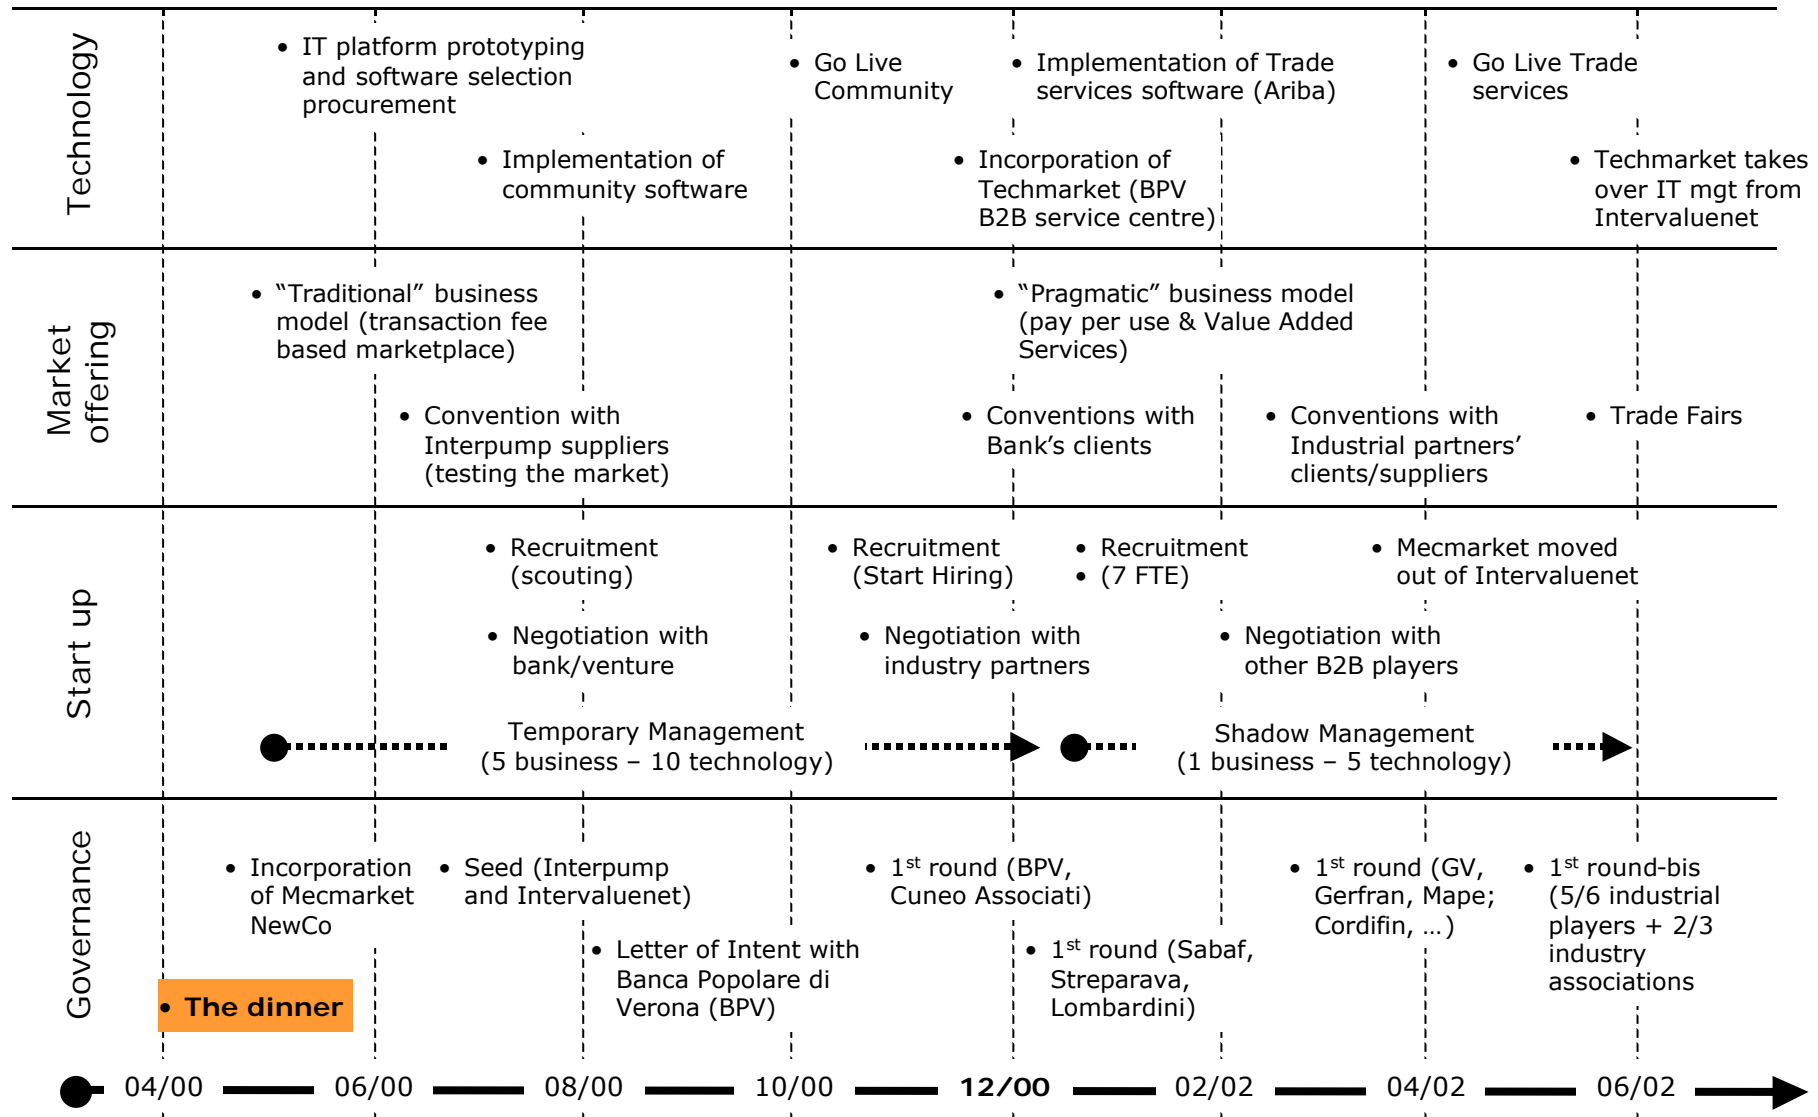 Technology
• IT platform prototyping
and software selection
procurement
• Implementation of
community software
• Go Live
Community
• Implementation of Trade
services software (Ariba)
• Incorporation of
Techmarket (BPV
B2B service centre)
• Go Live Trade
services
• Techmarket takes
over IT mgt from
Intervaluenet
Market
offering
• “Traditional” business
model (transaction fee
based marketplace)
• Convention with
Interpump suppliers
(testing the market)
• “Pragmatic” business model
(pay per use & Value Added
Services)
• Conventions with
Bank’s clients
• Conventions with
Industrial partners’
clients/suppliers
• Trade Fairs
Start up
• Recruitment
(scouting)
• Recruitment
(Start Hiring)
• Recruitment
• (7 FTE)
• Mecmarket moved
out of Intervaluenet
• Negotiation with
bank/venture
• Negotiation with
industry partners
• Negotiation with
other B2B players
Temporary Management
(5 business – 10 technology)
Shadow Management
(1 business – 5 technology)
Governance
• Incorporation
of Mecmarket
NewCo
• The dinner
• Seed (Interpump
and Intervaluenet)
• Letter of Intent with
Banca Popolare di
Verona (BPV)
• 1st round (BPV,
Cuneo Associati)
• 1st round (Sabaf,
Streparava,
Lombardini)
• 1st round (GV,
Gerfran, Mape;
Cordifin, …)
• 1st round-bis
(5/6 industrial
players + 2/3
industry
associations
04/00 06/00 08/00 10/00 12/00 02/02 04/02 06/02